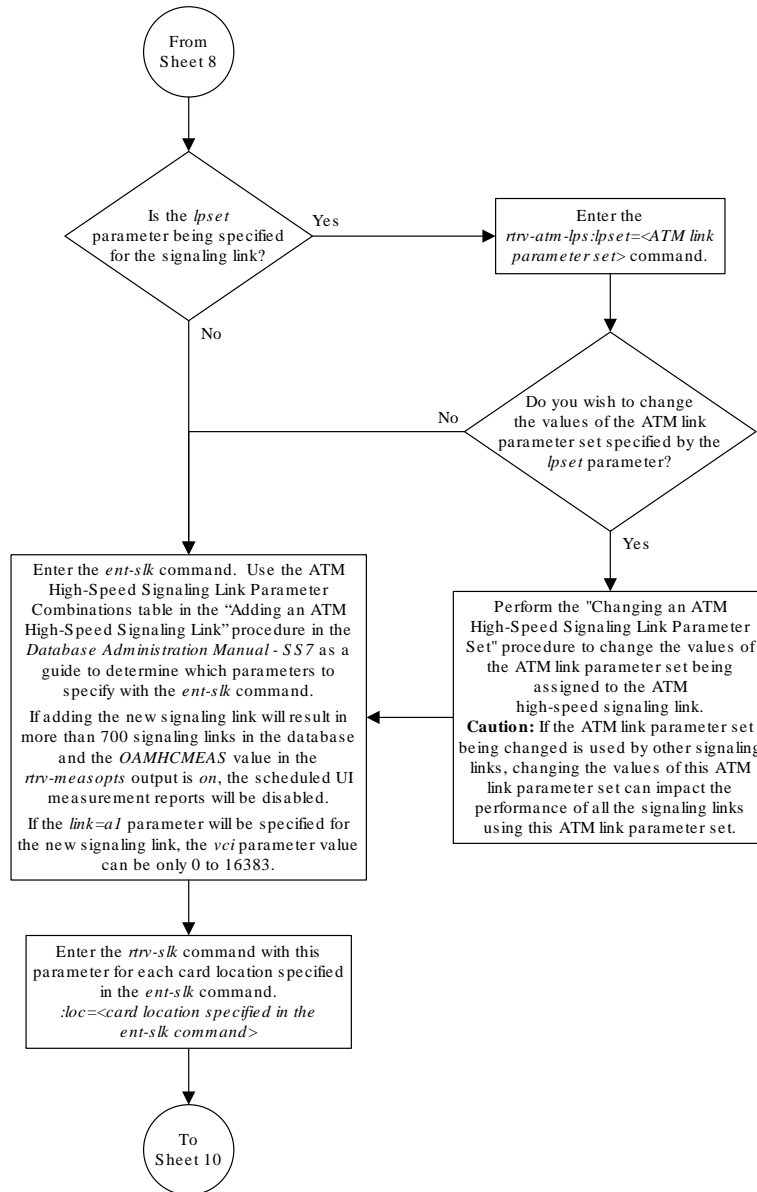 From
Sheet 8
Is the lpset
parameter being specified
for the signaling link?
Yes
Enter the
rtrv-atm-lps:lpset=<ATM link
parameter set> command.
No
Do you wish to change
the values of the ATM link
parameter set specified by the
lpset parameter?
No
Yes
Perform the "Changing an ATM
High-Speed Signaling Link Parameter
Set" procedure to change the values of
the ATM link parameter set being
assigned to the ATM
high-speed signaling link.
Caution: If the ATM link parameter set
being changed is used by other signaling
links, changing the values of this ATM
link parameter set can impact the
performance of all the signaling links
using this ATM link parameter set.
Enter the ent-slk command. Use the ATM
High-Speed Signaling Link Parameter
Combinations table in the “Adding an ATM
High-Speed Signaling Link” procedure in the
Database Administration Manual - SS7 as a
guide to determine which parameters to
specify with the ent-slk command.
If adding the new signaling link will result in
more than 700 signaling links in the database
and the OAMHCMEAS value in the
rtrv-measopts output is on, the scheduled UI
measurement reports will be disabled.
If the link=a1 parameter will be specified for
the new signaling link, the vci parameter value
can be only 0 to 16383.
Enter the rtrv-slk command with this
parameter for each card location specified
in the ent-slk command.
:loc=<card location specified in the
ent-slk command>
To
Sheet 10